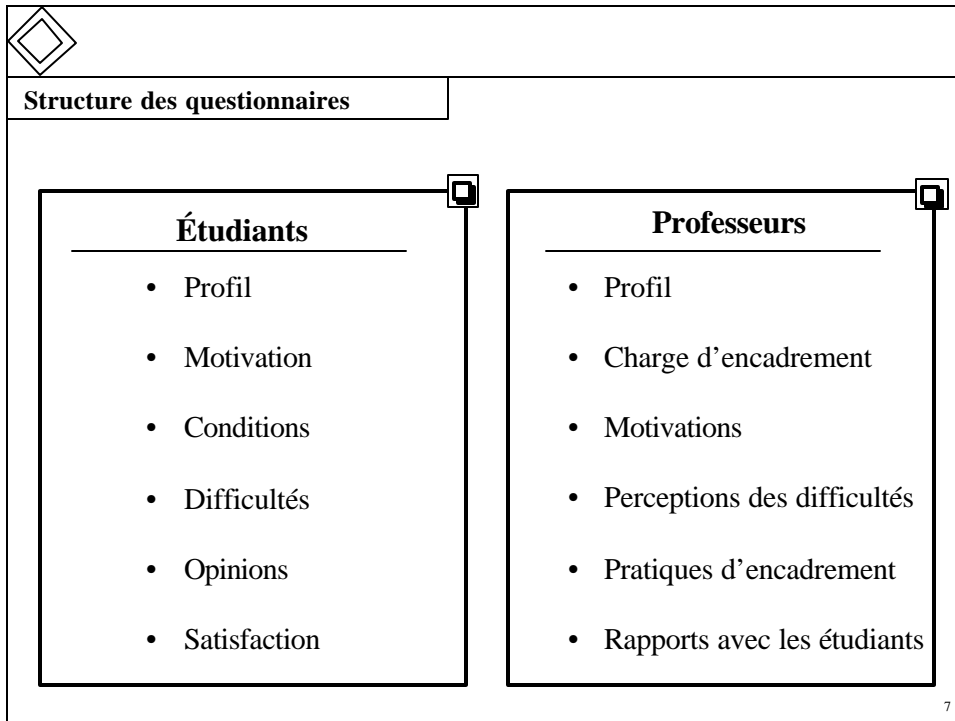 Structure des questionnaires
Étudiants
• Profil
• Motivation
• Conditions
• Difficultés
• Opinions
• Satisfaction
Professeurs
• Profil
• Charge d’encadrement
• Motivations
• Perceptions des difficultés
• Pratiques d’encadrement
• Rapports avec les étudiants
7